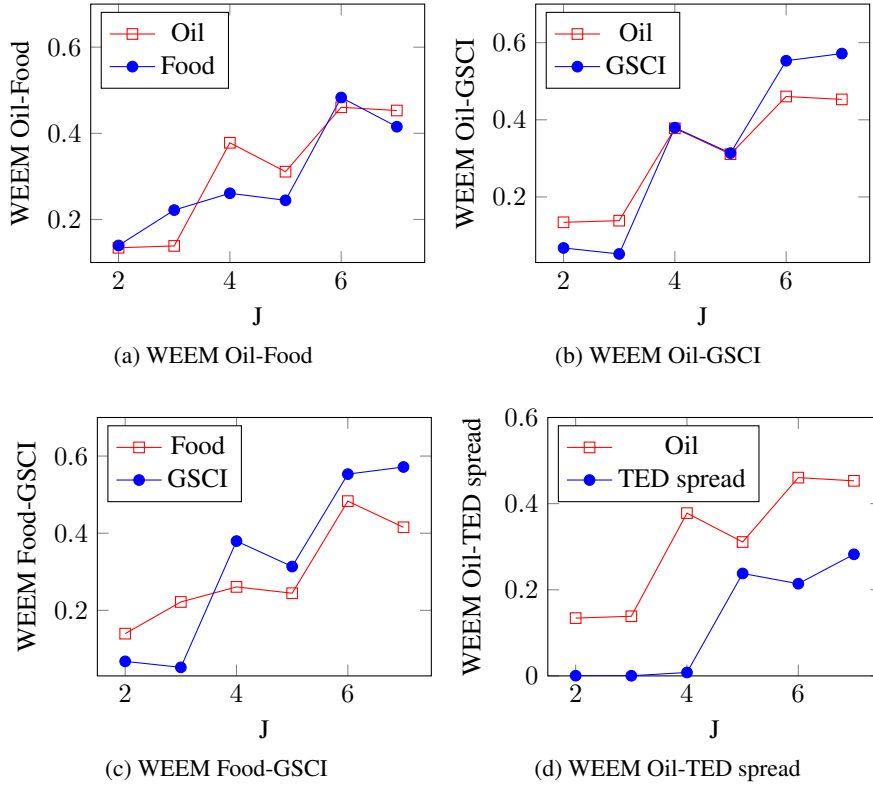 WEEM Oil-Food
0.6
0.4
0.2
Oil
Food
2
4
6
J
(a) WEEM Oil-Food
WEEM Oil-GSCI
0.6
0.4
0.2
Oil
GSCI
2
4
6
J
(b) WEEM Oil-GSCI
WEEM Food-GSCI
0.6
0.4
0.2
Food
GSCI
2
4
6
J
(c) WEEM Food-GSCI
WEEM Oil-TED spread
0.6
0.4
0.2
0
Oil
TED spread
2
4
6
J
(d) WEEM Oil-TED spread